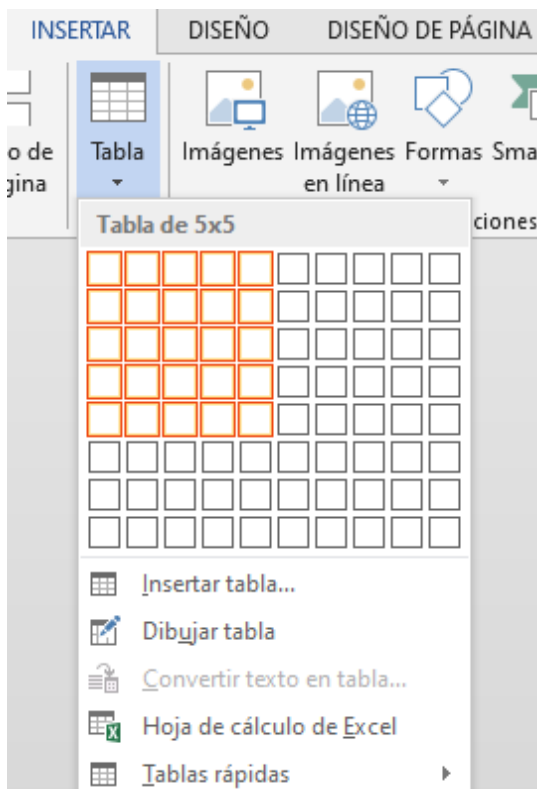 INSERTAR DISEÑO DISEÑO DE PÁGINA
o de Tabla Imágenes Imágenes Formas Sma
gina en línea
ciones
Tabla de 5x5
Insertar tabla...
Dibujar tabla
Convertir texto en tabla...
Hoja de cálculo de Excel
Tablas rápidas